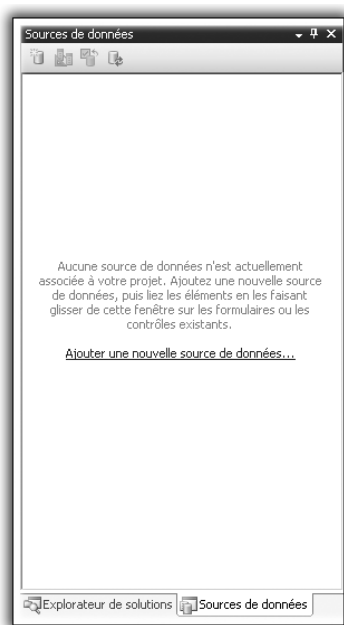 Sources de données
Aucune source de données n'est actuellement
associée à votre projet. Ajoutez une nouvelle source
de données, puis liez les éléments en les faisant
glisser de cette fenêtre sur les formulaires ou les
contrôles existants.
Ajouter une nouvelle source de données...
Explorateur de solutions Sources de données